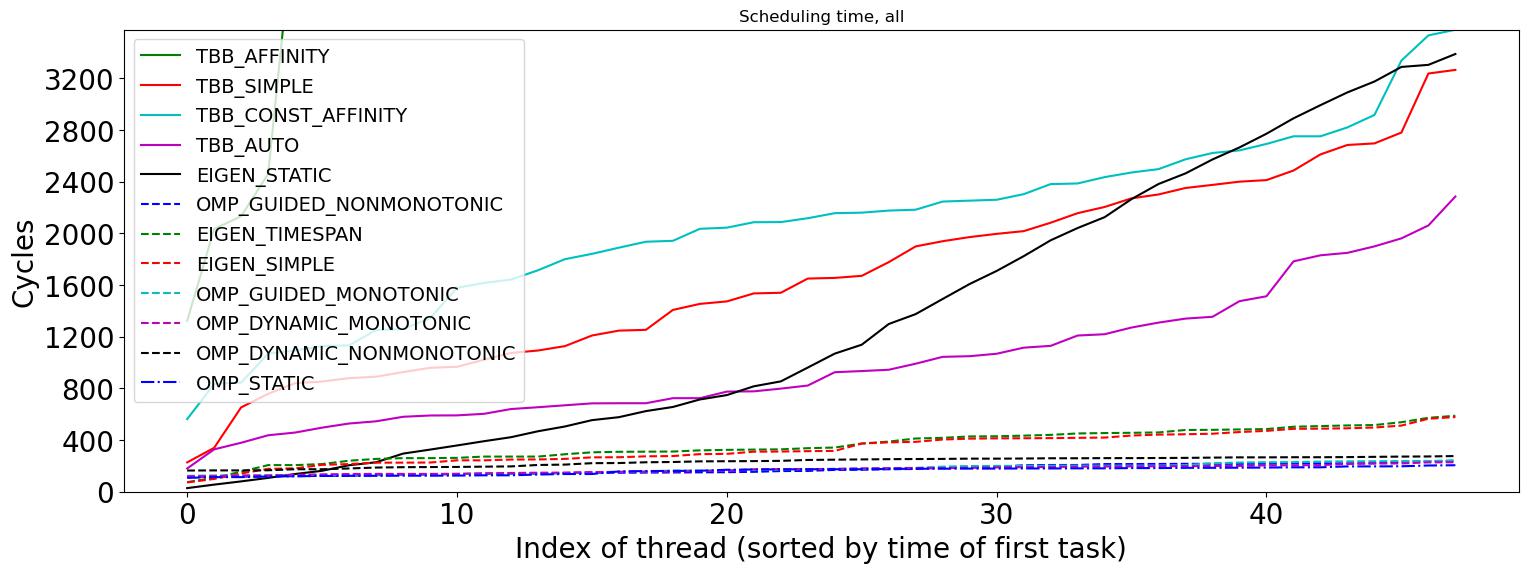 Scheduling time, all
Cycles
3200
2800
2400
2000
1600
1200
800
400
0
TBB_AFFINITY
TBB_SIMPLE
TBB_CONST_AFFINITY
TBB_AUTO
EIGEN_STATIC
OMP_GUIDED_NONMONOTONIC
EIGEN_TIMESPAN
EIGEN_SIMPLE
OMP_GUIDED_MONOTONIC
OMP_DYNAMIC_MONOTONIC
OMP_DYNAMIC_NONMONOTONIC
OMP_STATIC
0 10 20 30 40
Index of thread (sorted by time of first task)